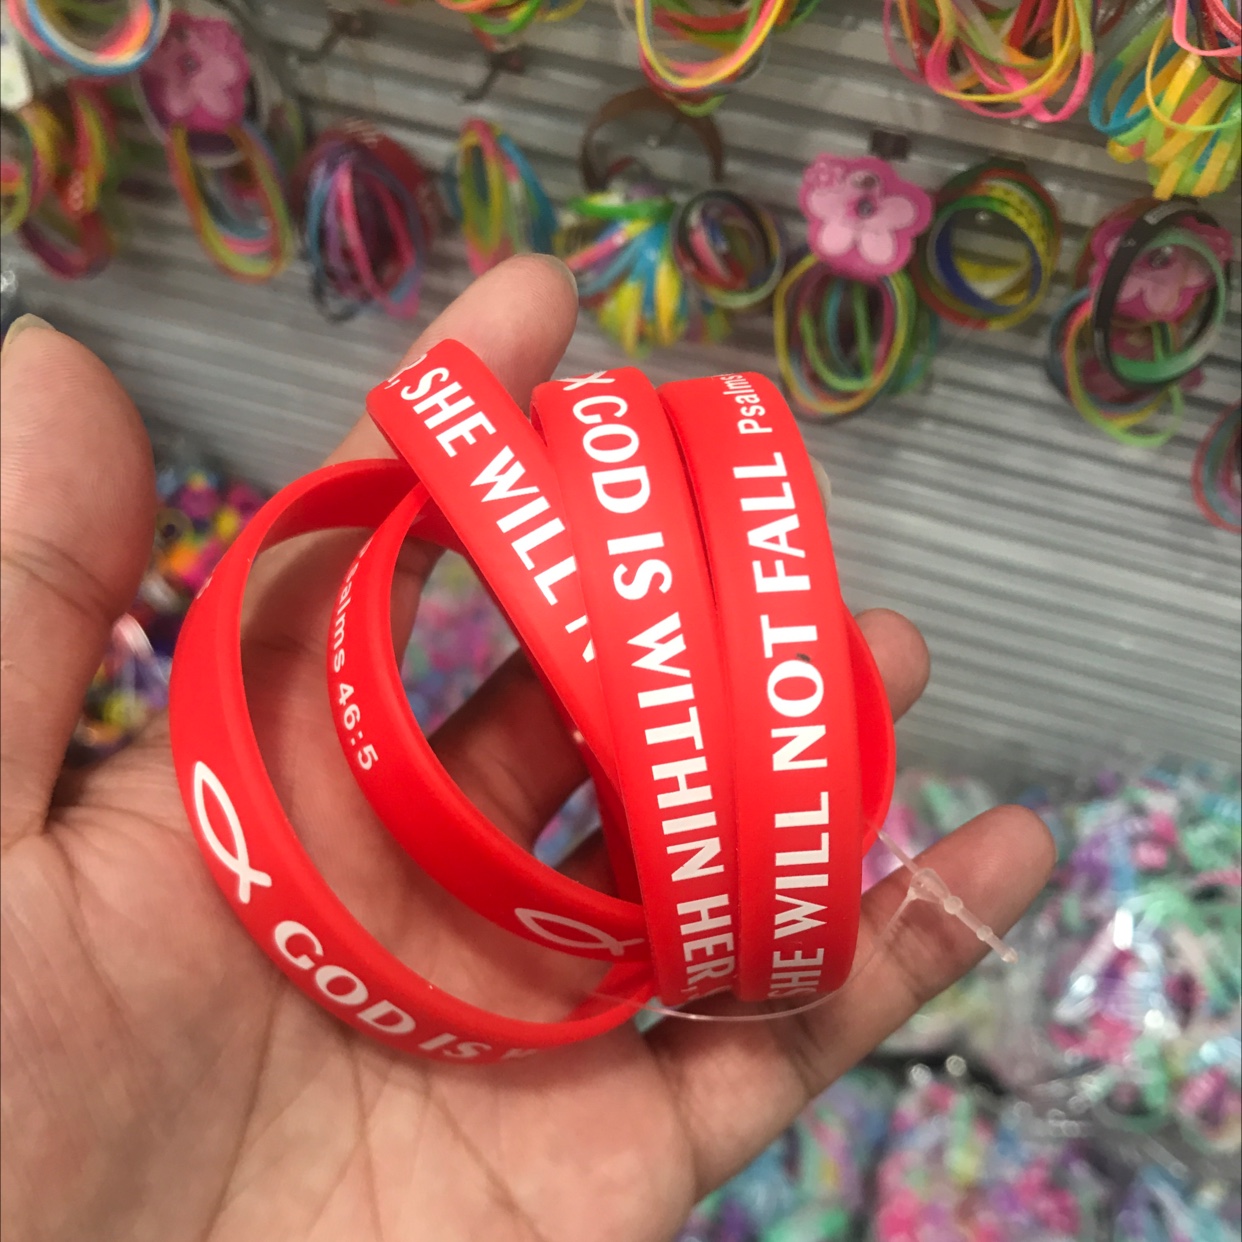 , SHE WILL N
GOD IS WITHIN HER,
SHE WILL NOT FALL Psalms
Psalms 46:5
GOD IS